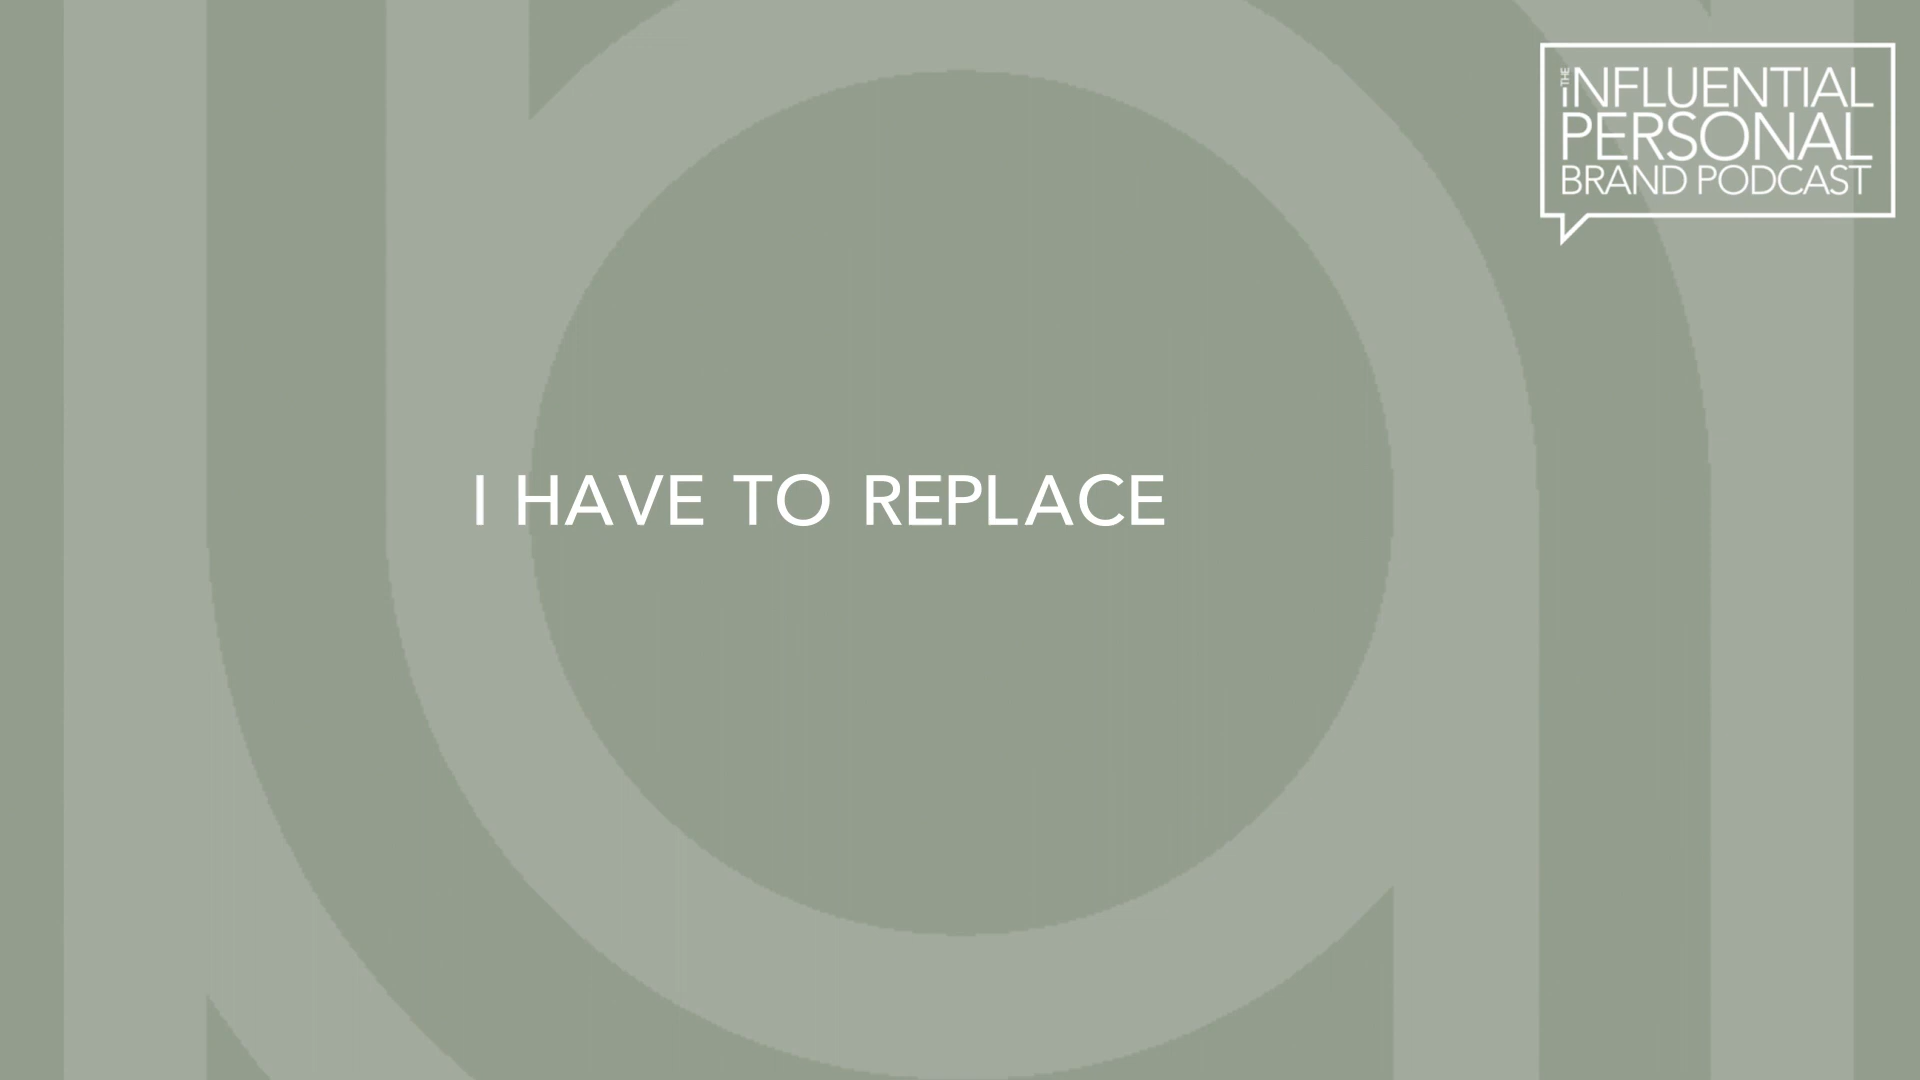 THE
INFLUENTIAL
PERSONAL
BRAND PODCAST
I HAVE TO REPLACE